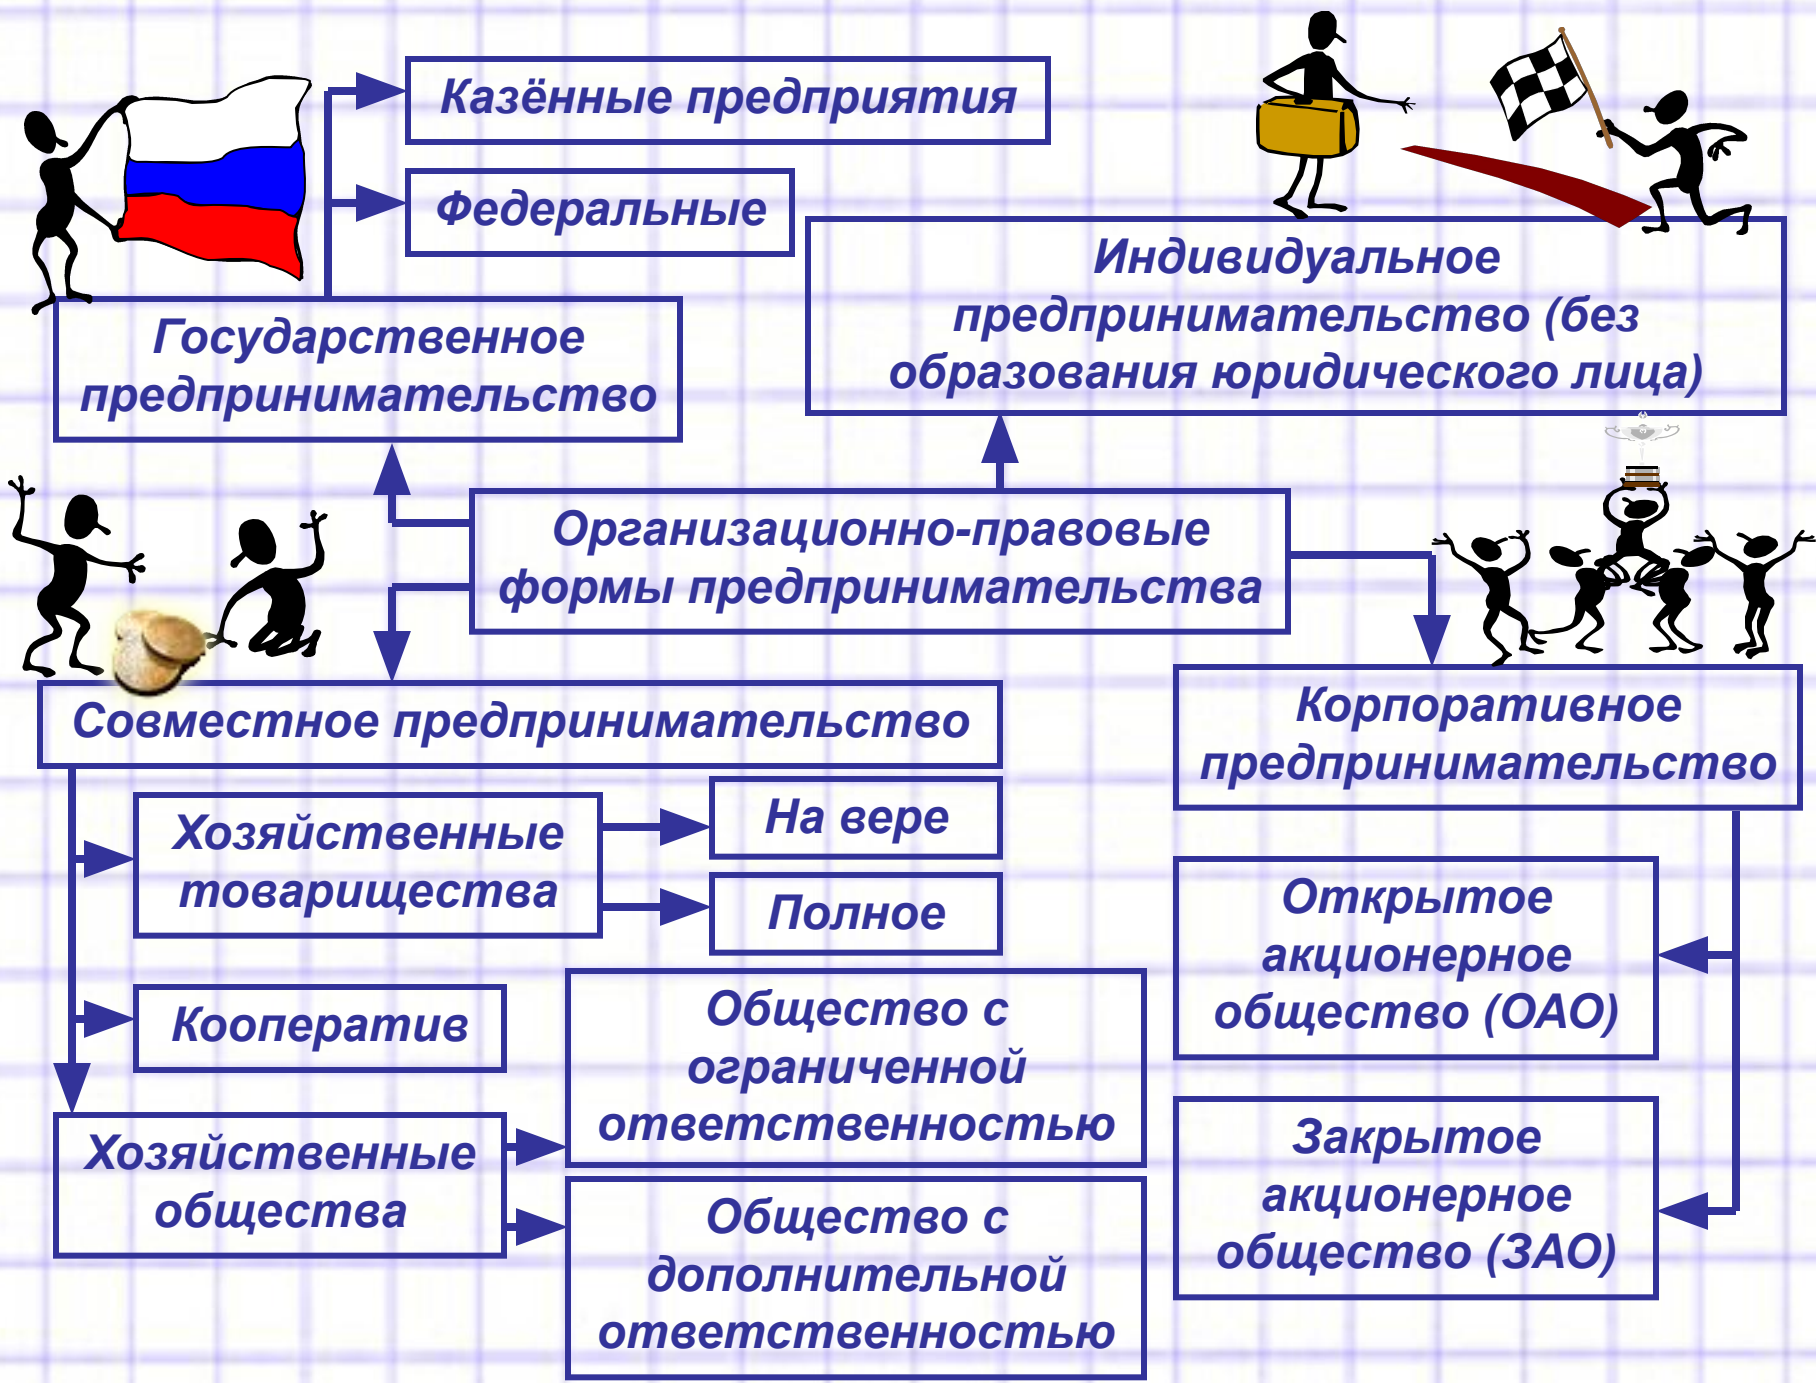 Казённые предприятия
Федеральные
Государственное
предпринимательство
Индивидуальное
предпринимательство (без
образования юридического лица)
Организационно-правовые
формы предпринимательства
Совместное предпринимательство
Корпоративное
предпринимательство
Хозяйственные
товарищества
На вере
Полное
Кооператив
Хозяйственные
общества
Общество с
ограниченной
ответственностью
Общество с
дополнительной
ответственностью
Открытое
акционерное
общество (ОАО)
Закрытое
акционерное
общество (ЗАО)